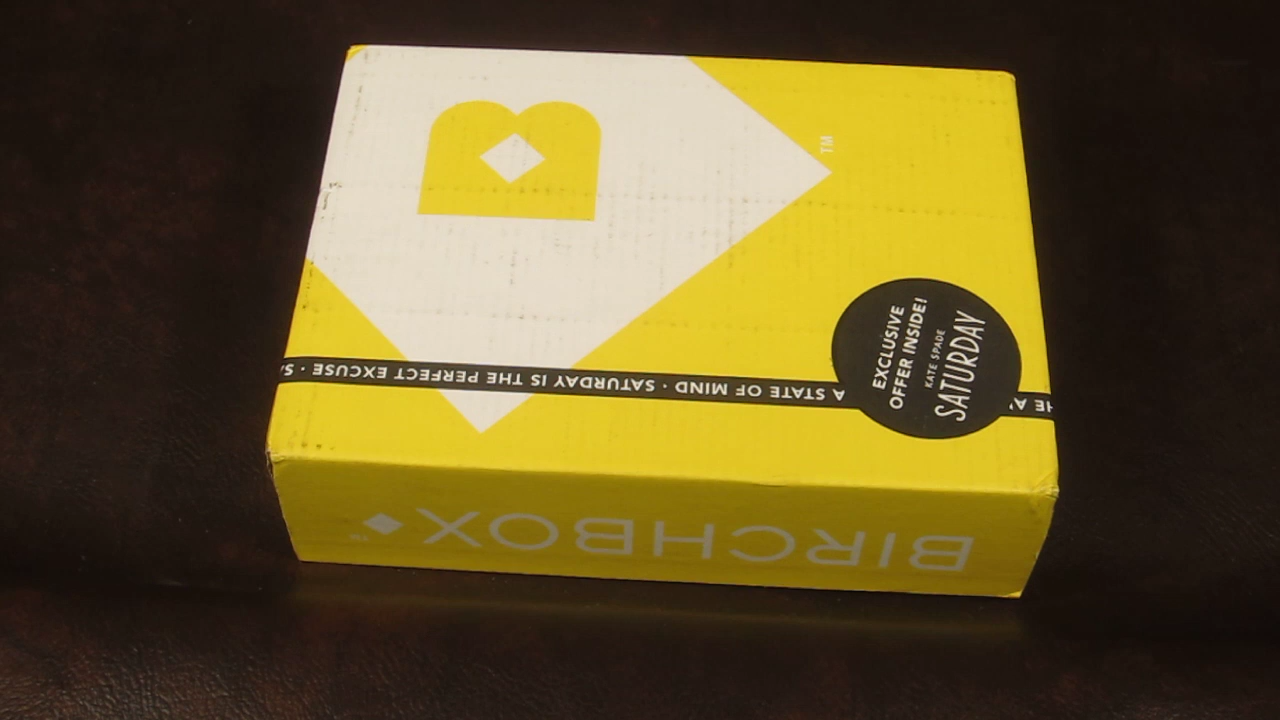 B
TM
EXCLUSIVE
OFFER INSIDE!
KATE SPADE
SATURDAY
A STATE OF MIND · SATURDAY IS THE PERFECT EXCUSE ·
BIRCHBOX